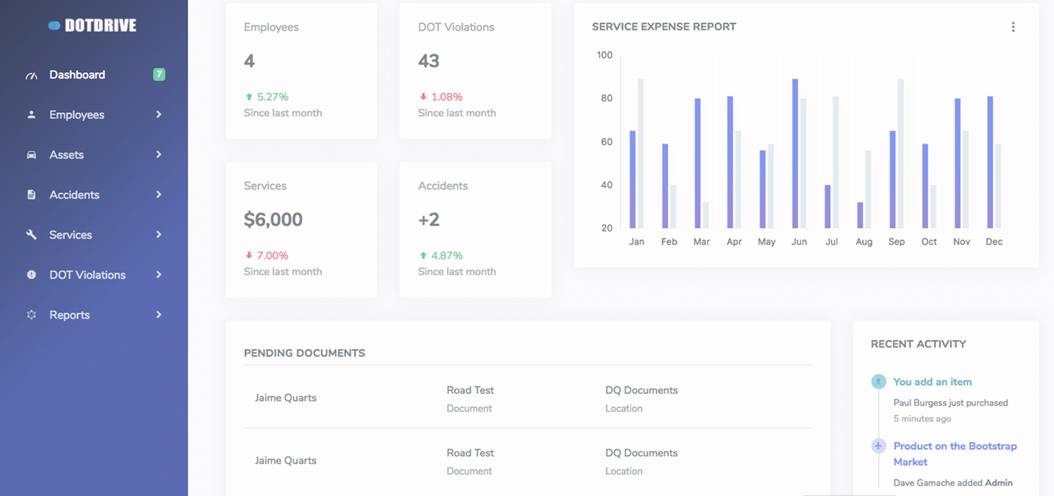 DOTDRIVE
Dashboard 7
Employees
Assets
Accidents
Services
DOT Violations
Reports
Employees
4
5.27%
Since last month
DOT Violations
43
1.08%
Since last month
Services
$6,000
7.00%
Since last month
Accidents
+2
4.87%
Since last month
SERVICE EXPENSE REPORT
100
80
60
40
20
Jan Feb Mar Apr May Jun Jul Aug Sep Oct Nov Dec
PENDING DOCUMENTS
Jaime Quarts
Road Test
Document
DQ Documents
Location
Jaime Quarts
Road Test
Document
DQ Documents
Location
RECENT ACTIVITY
You add an item
Paul Burgess just purchased
5 minutes ago
Product on the Bootstrap
Market
Dave Gamache added Admin